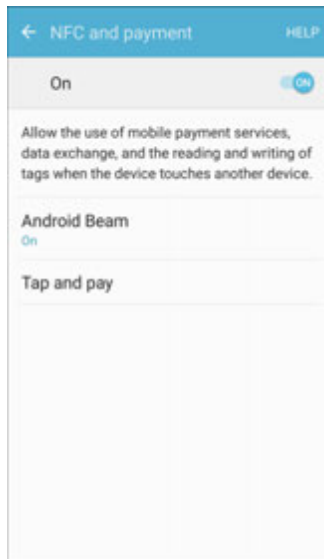 ← NFC and payment HELP
On ON
Allow the use of mobile payment services,
data exchange, and the reading and writing of
tags when the device touches another device.
Android Beam
On
Tap and pay